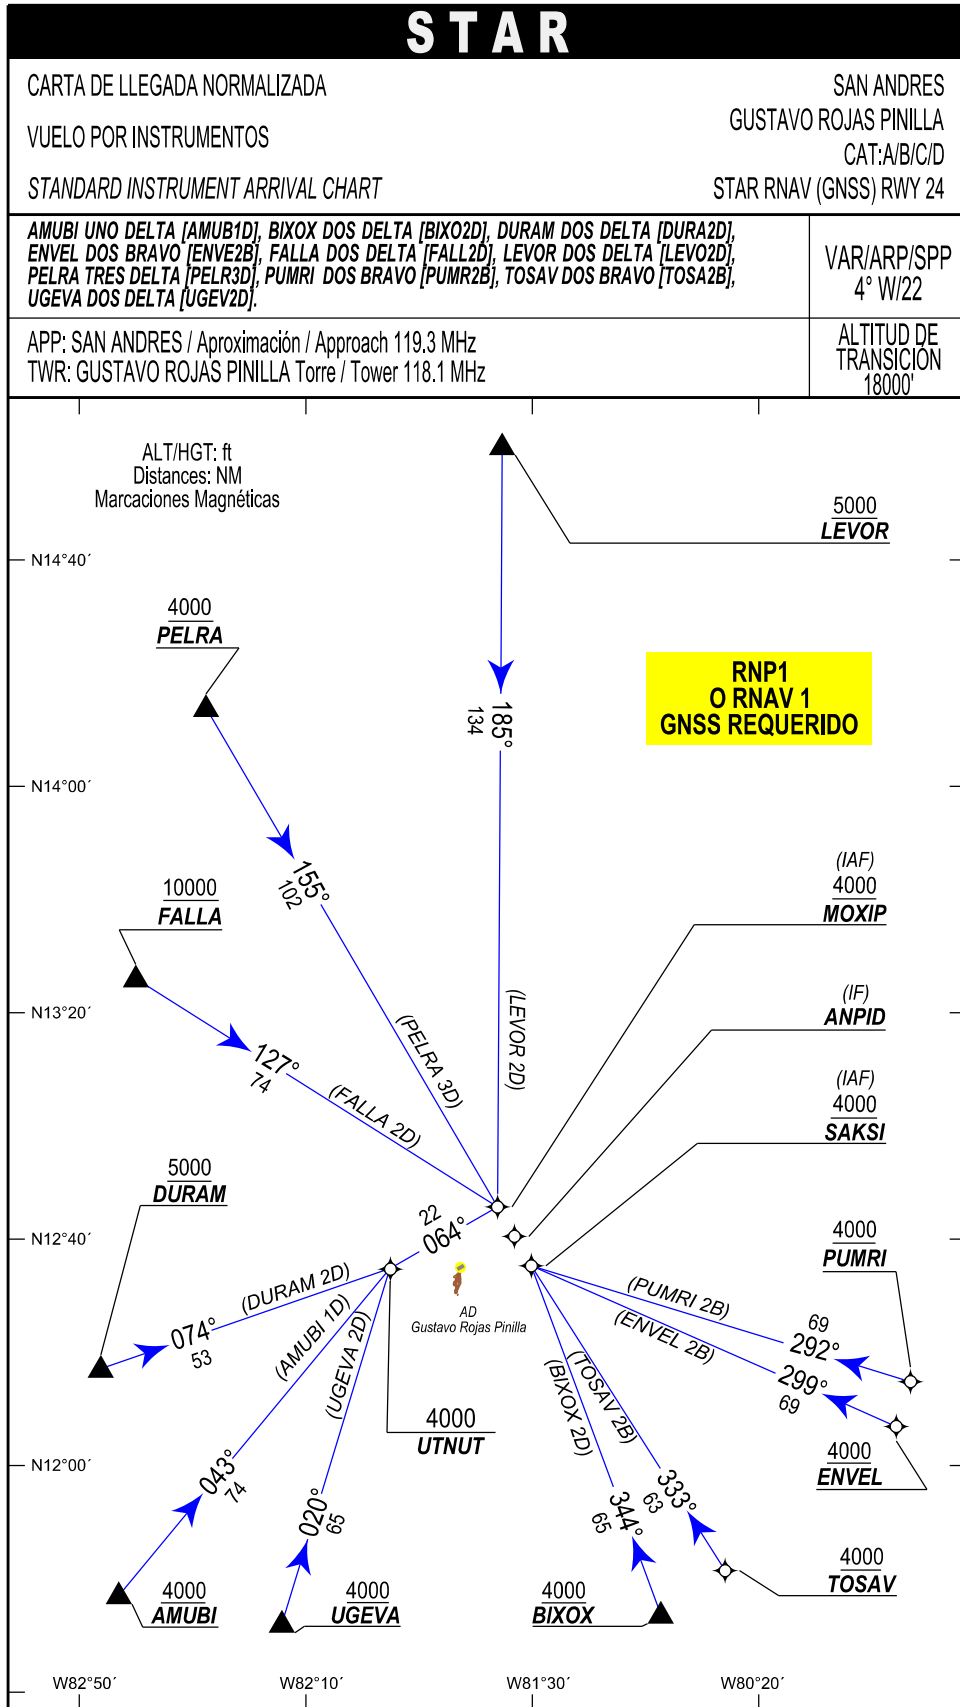 STAR
CARTA DE LLEGADA NORMALIZADA
VUELO POR INSTRUMENTOS
STANDARD INSTRUMENT ARRIVAL CHART
SAN ANDRES
GUSTAVO ROJAS PINILLA
CAT:A/B/C/D
STAR RNAV (GNSS) RWY 24
AMUBI UNO DELTA [AMUB1D], BIXOX DOS DELTA [BIXO2D], DURAM DOS DELTA [DURA2D],
ENVEL DOS BRAVO [ENVE2B], FALLA DOS DELTA [FALL2D], LEVOR DOS DELTA [LEVO2D],
PELRA TRES DELTA [PELR3D], PUMRI DOS BRAVO [PUMR2B], TOSAV DOS BRAVO [TOSA2B],
UGEVA DOS DELTA [UGEV2D].
VAR/ARP/SPP
4° W/22
APP: SAN ANDRES / Aproximación / Approach 119.3 MHz
TWR: GUSTAVO ROJAS PINILLA Torre / Tower 118.1 MHz
ALTITUD DE
TRANSICIÓN
18000'
ALT/HGT: ft
Distances: NM
Marcaciones Magnéticas
5000
LEVOR
N14°40´
4000
PELRA
RNP1
O RNAV 1
GNSS REQUERIDO
185°
134
N14°00´
155°
102
(IAF)
4000
MOXIP
10000
FALLA
(IF)
ANPID
N13°20´
(LEVOR 2D)
(PELRA 3D)
127°
74
(FALLA 2D)
(IAF)
4000
SAKSI
5000
DURAM
22
064°
N12°40´
4000
PUMRI
(DURAM 2D)
074°
53
(AMUBI 1D)
(UGEVA 2D)
AD
Gustavo Rojas Pinilla
(PUMRI 2B)
69
292°
(ENVEL 2B)
299°
69
(TOSAV 2B)
(BIXOX 2D)
4000
UTNUT
4000
ENVEL
N12°00´
043°
74
020°
65
333°
63
344°
65
4000
TOSAV
4000
AMUBI
4000
UGEVA
4000
BIXOX
W82°50´
W82°10´
W81°30´
W80°20´